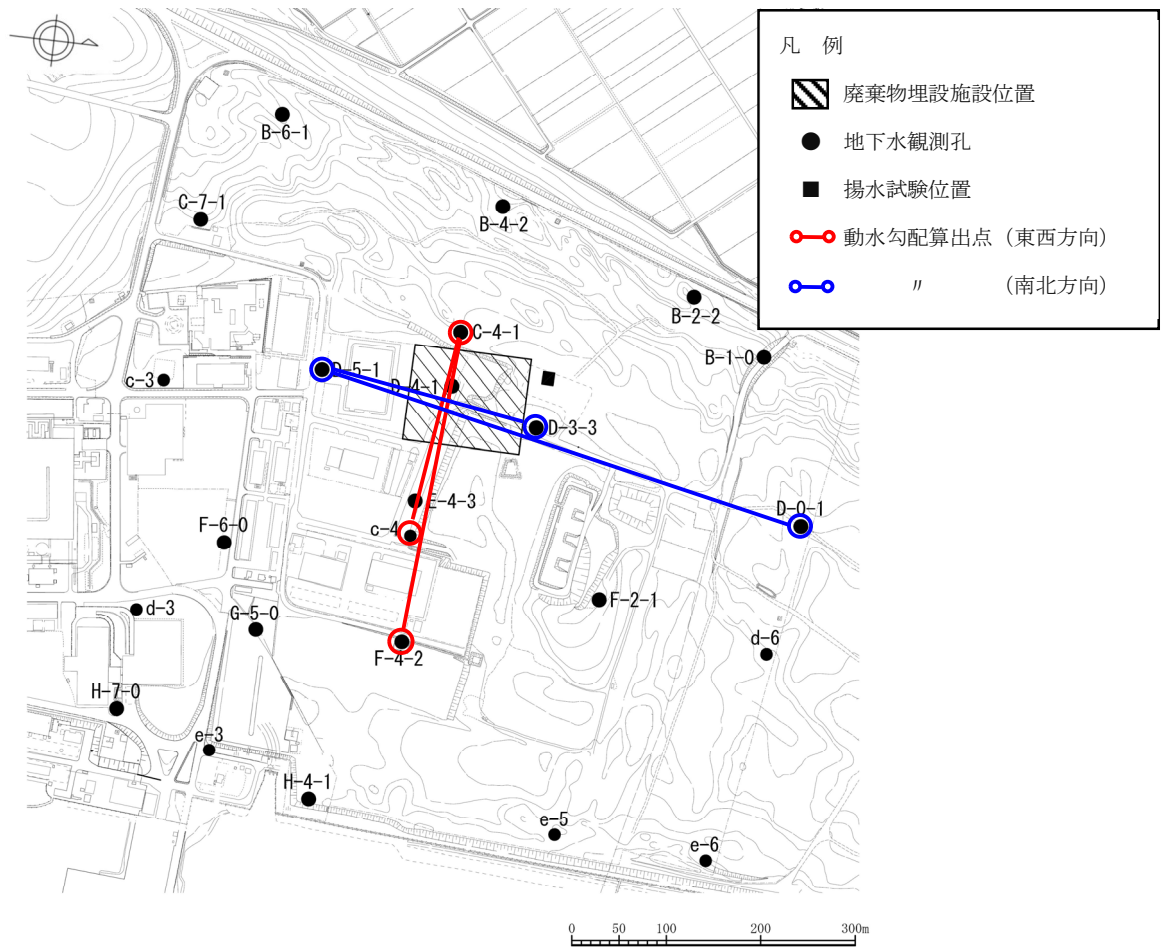 凡 例
廃棄物埋設施設位置
地下水観測孔
揚水試験位置
動水勾配算出点（東西方向）
〃 （南北方向）
B-6-1
C-7-1
B-4-2
B-2-2
C-4-1
B-1-0
D-5-1
c-3
D-4-1
D-3-3
E-4-3
D-0-1
c-4
F-6-0
F-2-1
d-3
G-5-0
d-6
F-4-2
H-7-0
e-3
H-4-1
e-5
e-6
0 50 100 200 300m